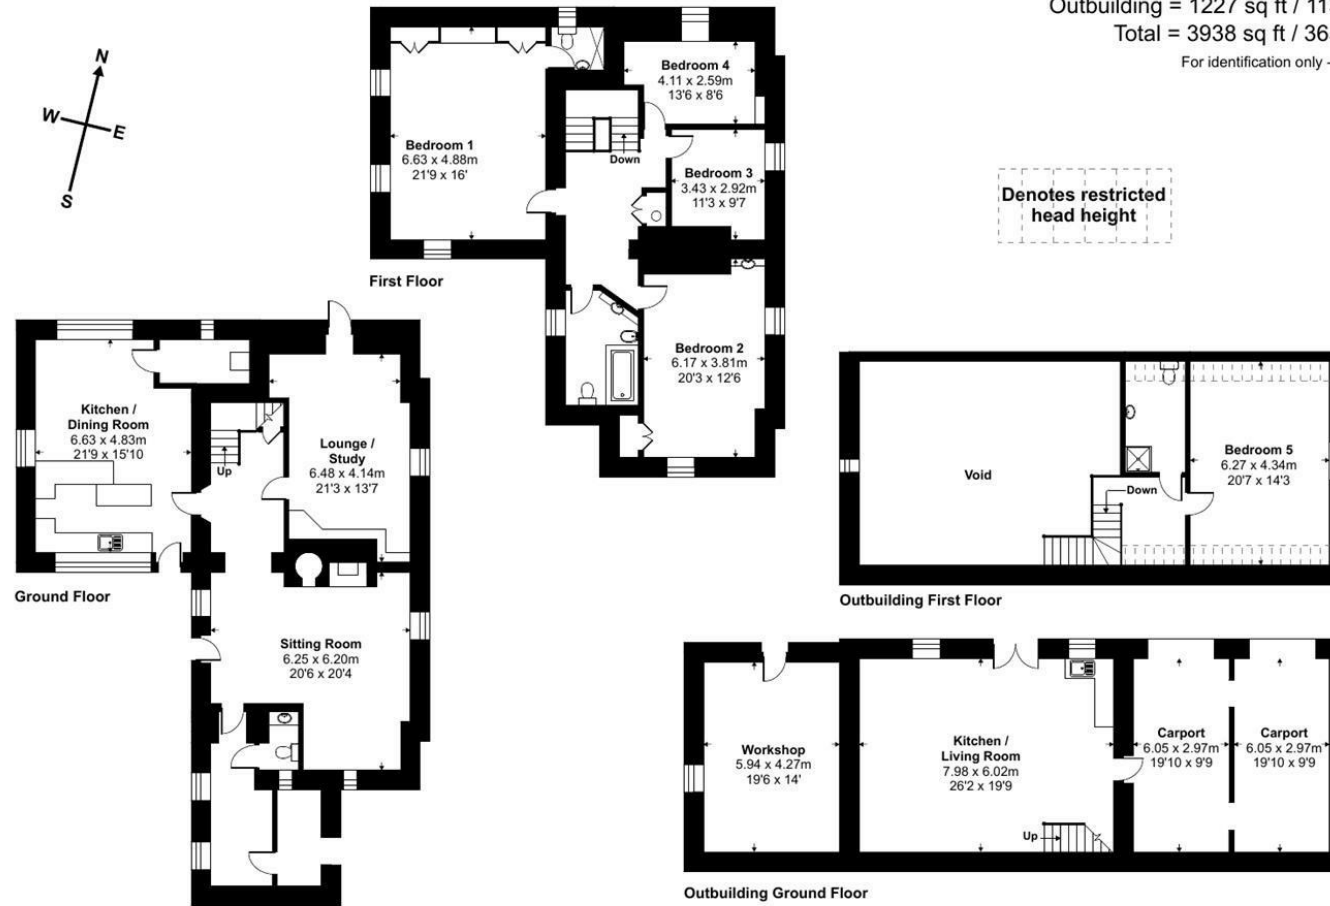 Outbuilding = 1227 sq ft / 11
Total = 3938 sq ft / 36
For identification only -
N
W
E
S
Bedroom 1
6.63 x 4.88m
21'9 x 16'
Bedroom 4
4.11 x 2.59m
13'6 x 8'6
Down
Bedroom 3
3.43 x 2.92m
11'3 x 9'7
Bedroom 2
6.17 x 3.81m
20'3 x 12'6
First Floor
Denotes restricted
head height
Kitchen /
Dining Room
6.63 x 4.83m
21'9 x 15'10
Up
Lounge /
Study
6.48 x 4.14m
21'3 x 13'7
Sitting Room
6.25 x 6.20m
20'6 x 20'4
Ground Floor
Void
Down
Bedroom 5
6.27 x 4.34m
20'7 x 14'3
Outbuilding First Floor
Workshop
5.94 x 4.27m
19'6 x 14'
Kitchen /
Living Room
7.98 x 6.02m
26'2 x 19'9
Up
Carport
6.05 x 2.97m
19'10 x 9'9
Carport
6.05 x 2.97m
19'10 x 9'9
Outbuilding Ground Floor